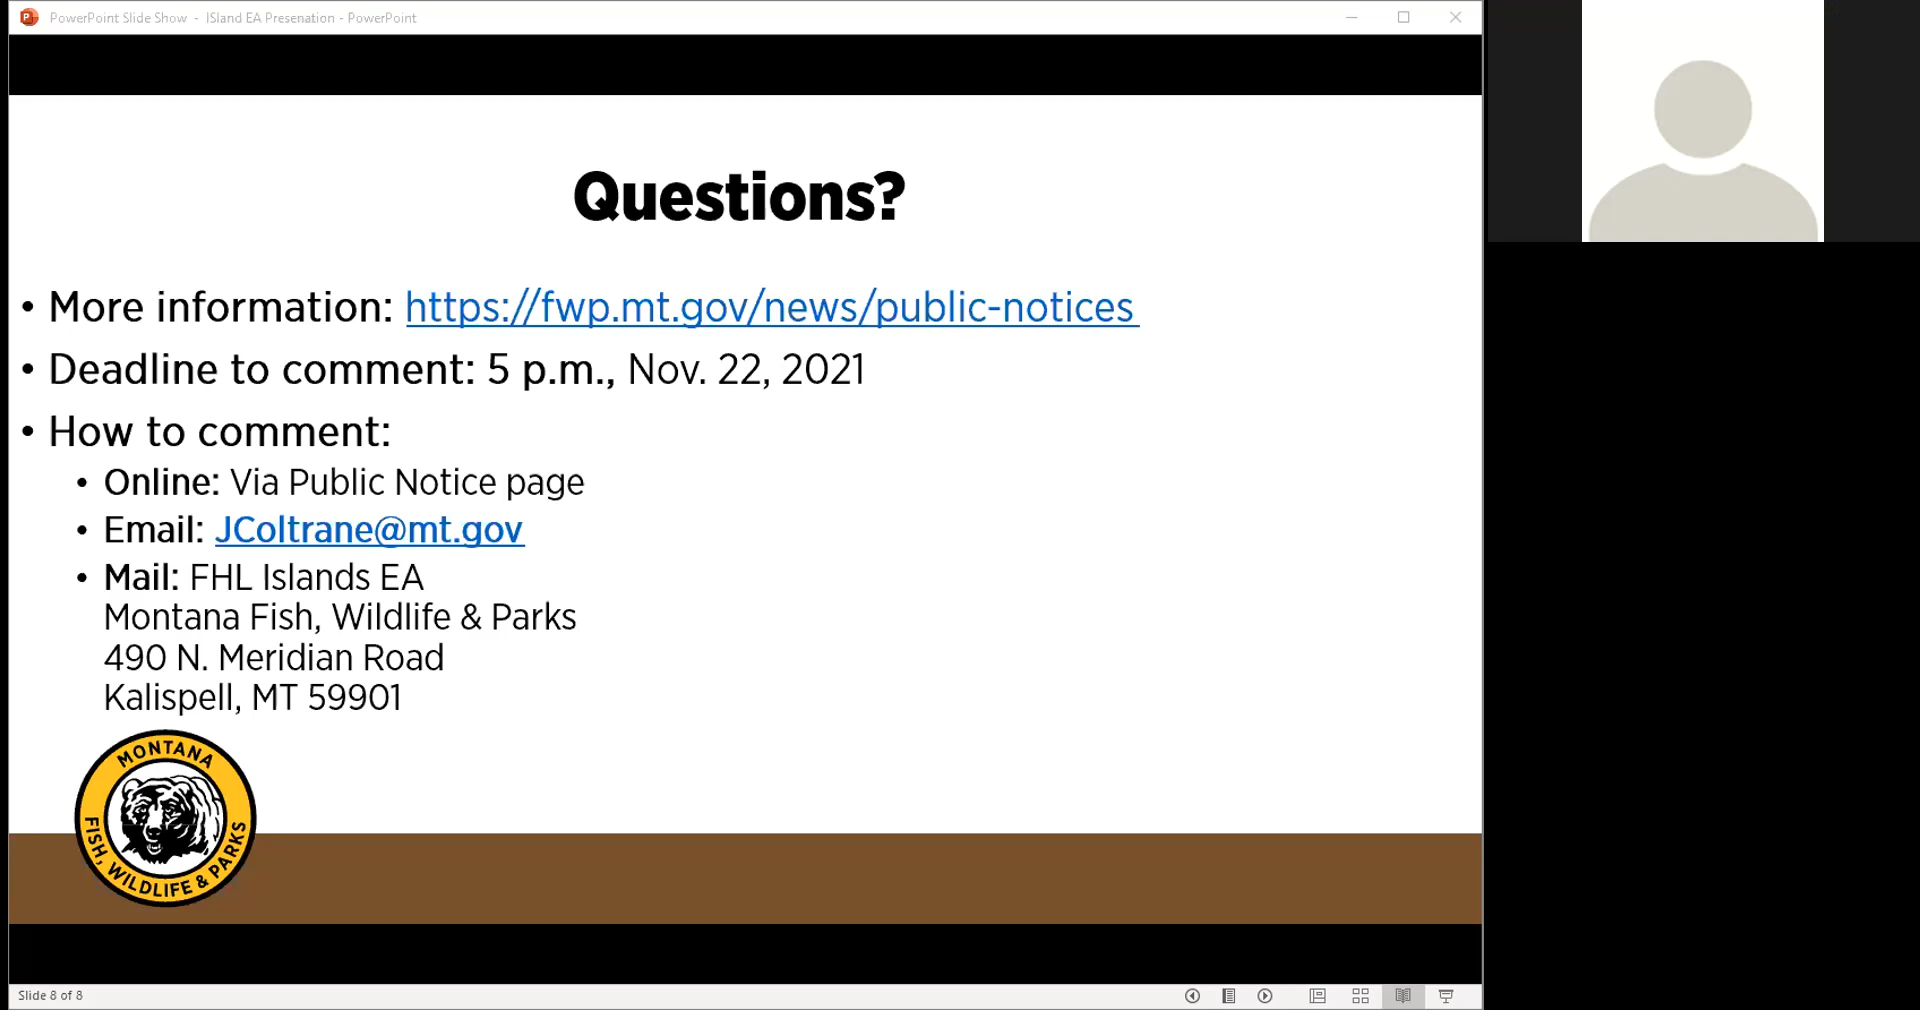 PowerPoint Slide Show - ISland EA Presenation - PowerPoint
Questions?
• More information: https://fwp.mt.gov/news/public-notices
• Deadline to comment: 5 p.m., Nov. 22, 2021
• How to comment:
• Online: Via Public Notice page
• Email: JColtrane@mt.gov
• Mail: FHL Islands EA
Montana Fish, Wildlife & Parks
490 N. Meridian Road
Kalispell, MT 59901
MONTANA
FISH, WILDLIFE & PARKS
Slide 8 of 8